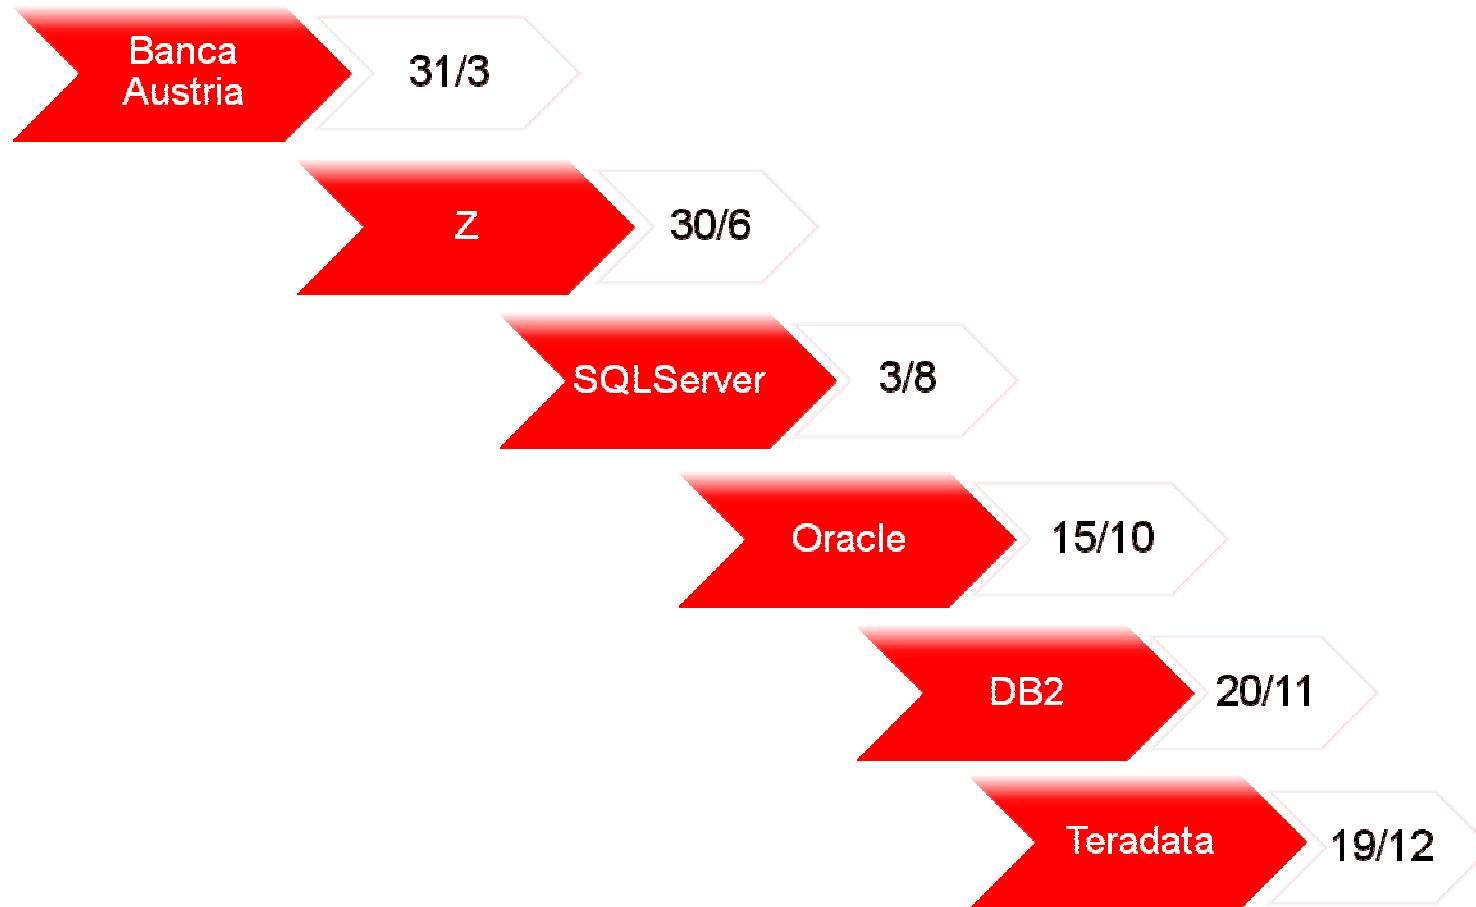 Banca
Austria
31/3
Z
30/6
SQLServer
3/8
Oracle
15/10
DB2
20/11
Teradata
19/12